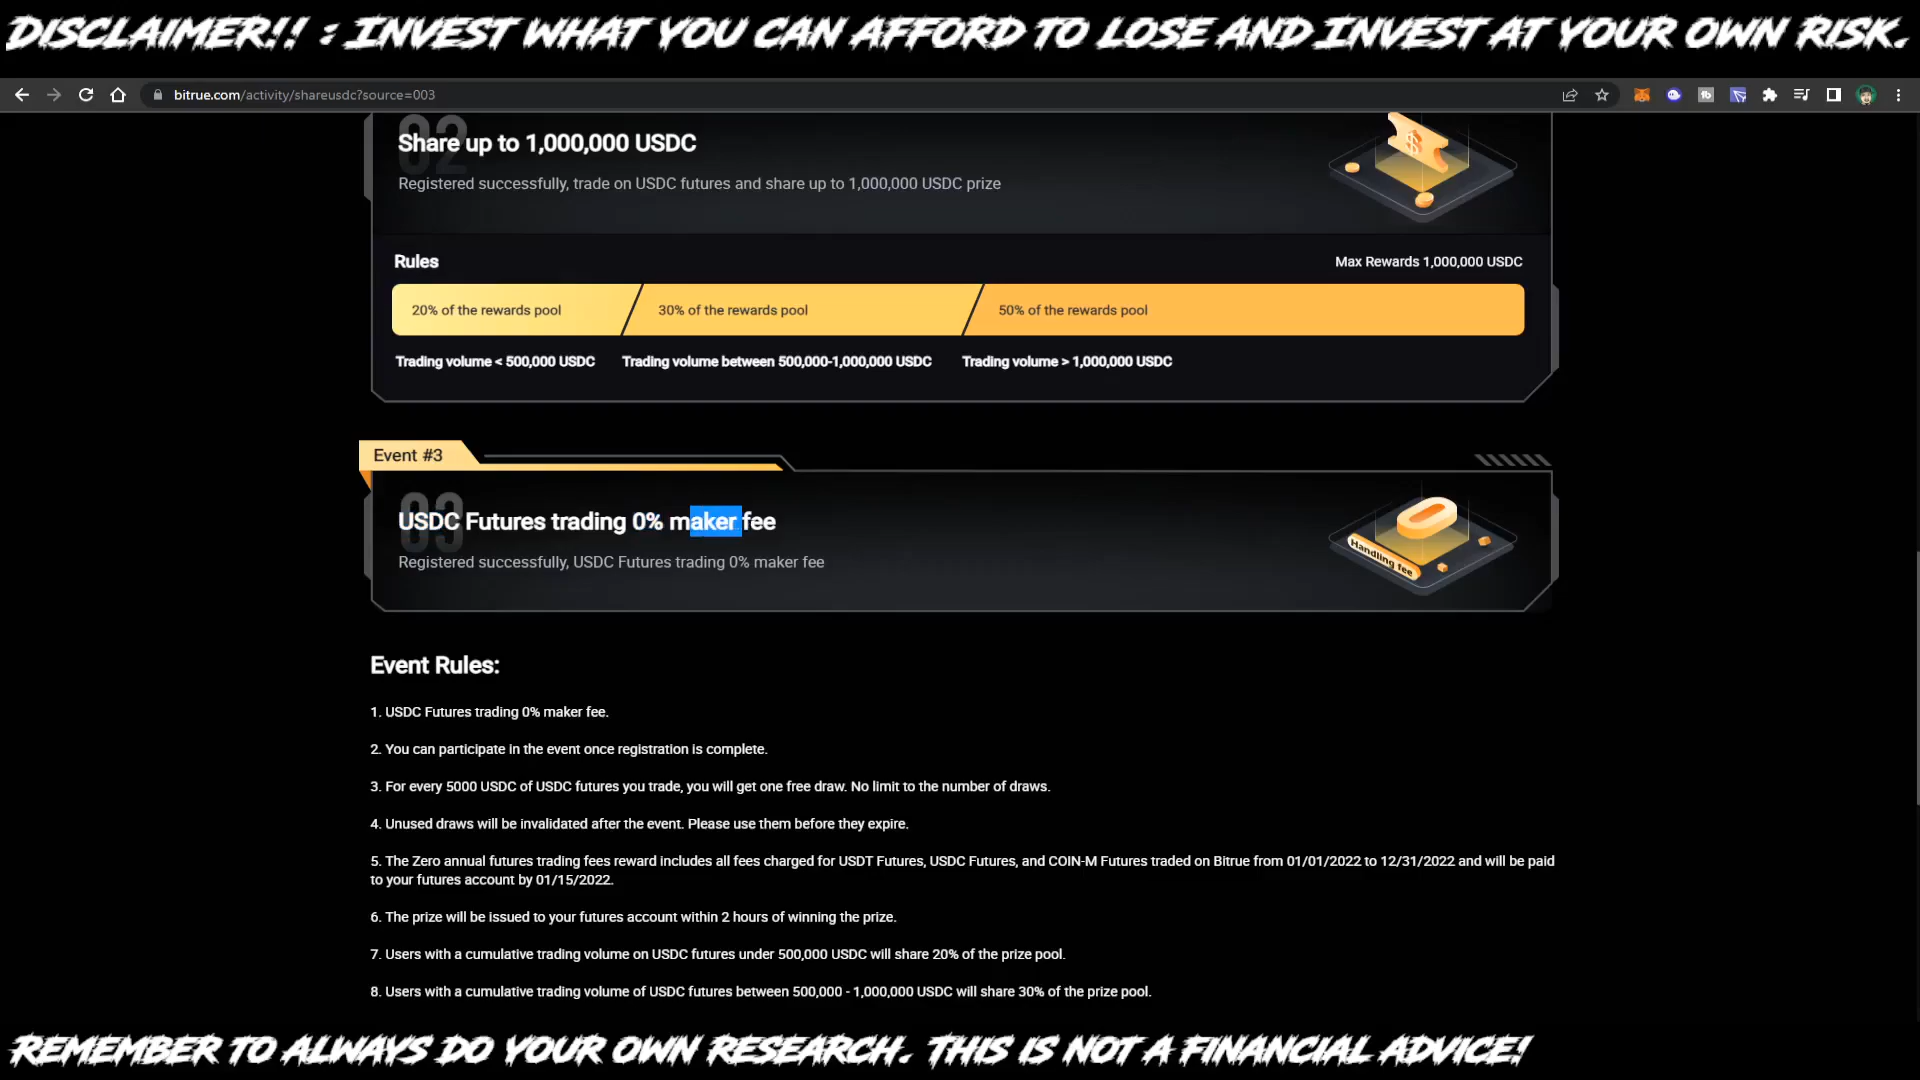 DISCLAIMER!! : INVEST WHAT YOU CAN AFFORD TO LOSE AND INVEST AT YOUR OWN RISK.
bitrue.com/activity/shareusdc?source=003
02
Share up to 1,000,000 USDC
Registered successfully, trade on USDC futures and share up to 1,000,000 USDC prize
Rules
Max Rewards 1,000,000 USDC
20% of the rewards pool
30% of the rewards pool
50% of the rewards pool
Trading volume < 500,000 USDC
Trading volume between 500,000-1,000,000 USDC
Trading volume > 1,000,000 USDC
Event #3
03
USDC Futures trading 0% maker fee
Registered successfully, USDC Futures trading 0% maker fee
0
Handling fee
Event Rules:
1. USDC Futures trading 0% maker fee.
2. You can participate in the event once registration is complete.
3. For every 5000 USDC of USDC futures you trade, you will get one free draw. No limit to the number of draws.
4. Unused draws will be invalidated after the event. Please use them before they expire.
5. The Zero annual futures trading fees reward includes all fees charged for USDT Futures, USDC Futures, and COIN-M Futures traded on Bitrue from 01/01/2022 to 12/31/2022 and will be paid
to your futures account by 01/15/2022.
6. The prize will be issued to your futures account within 2 hours of winning the prize.
7. Users with a cumulative trading volume on USDC futures under 500,000 USDC will share 20% of the prize pool.
8. Users with a cumulative trading volume of USDC futures between 500,000 - 1,000,000 USDC will share 30% of the prize pool.
REMEMBER TO ALWAYS DO YOUR OWN RESEARCH. THIS IS NOT A FINANCIAL ADVICE!